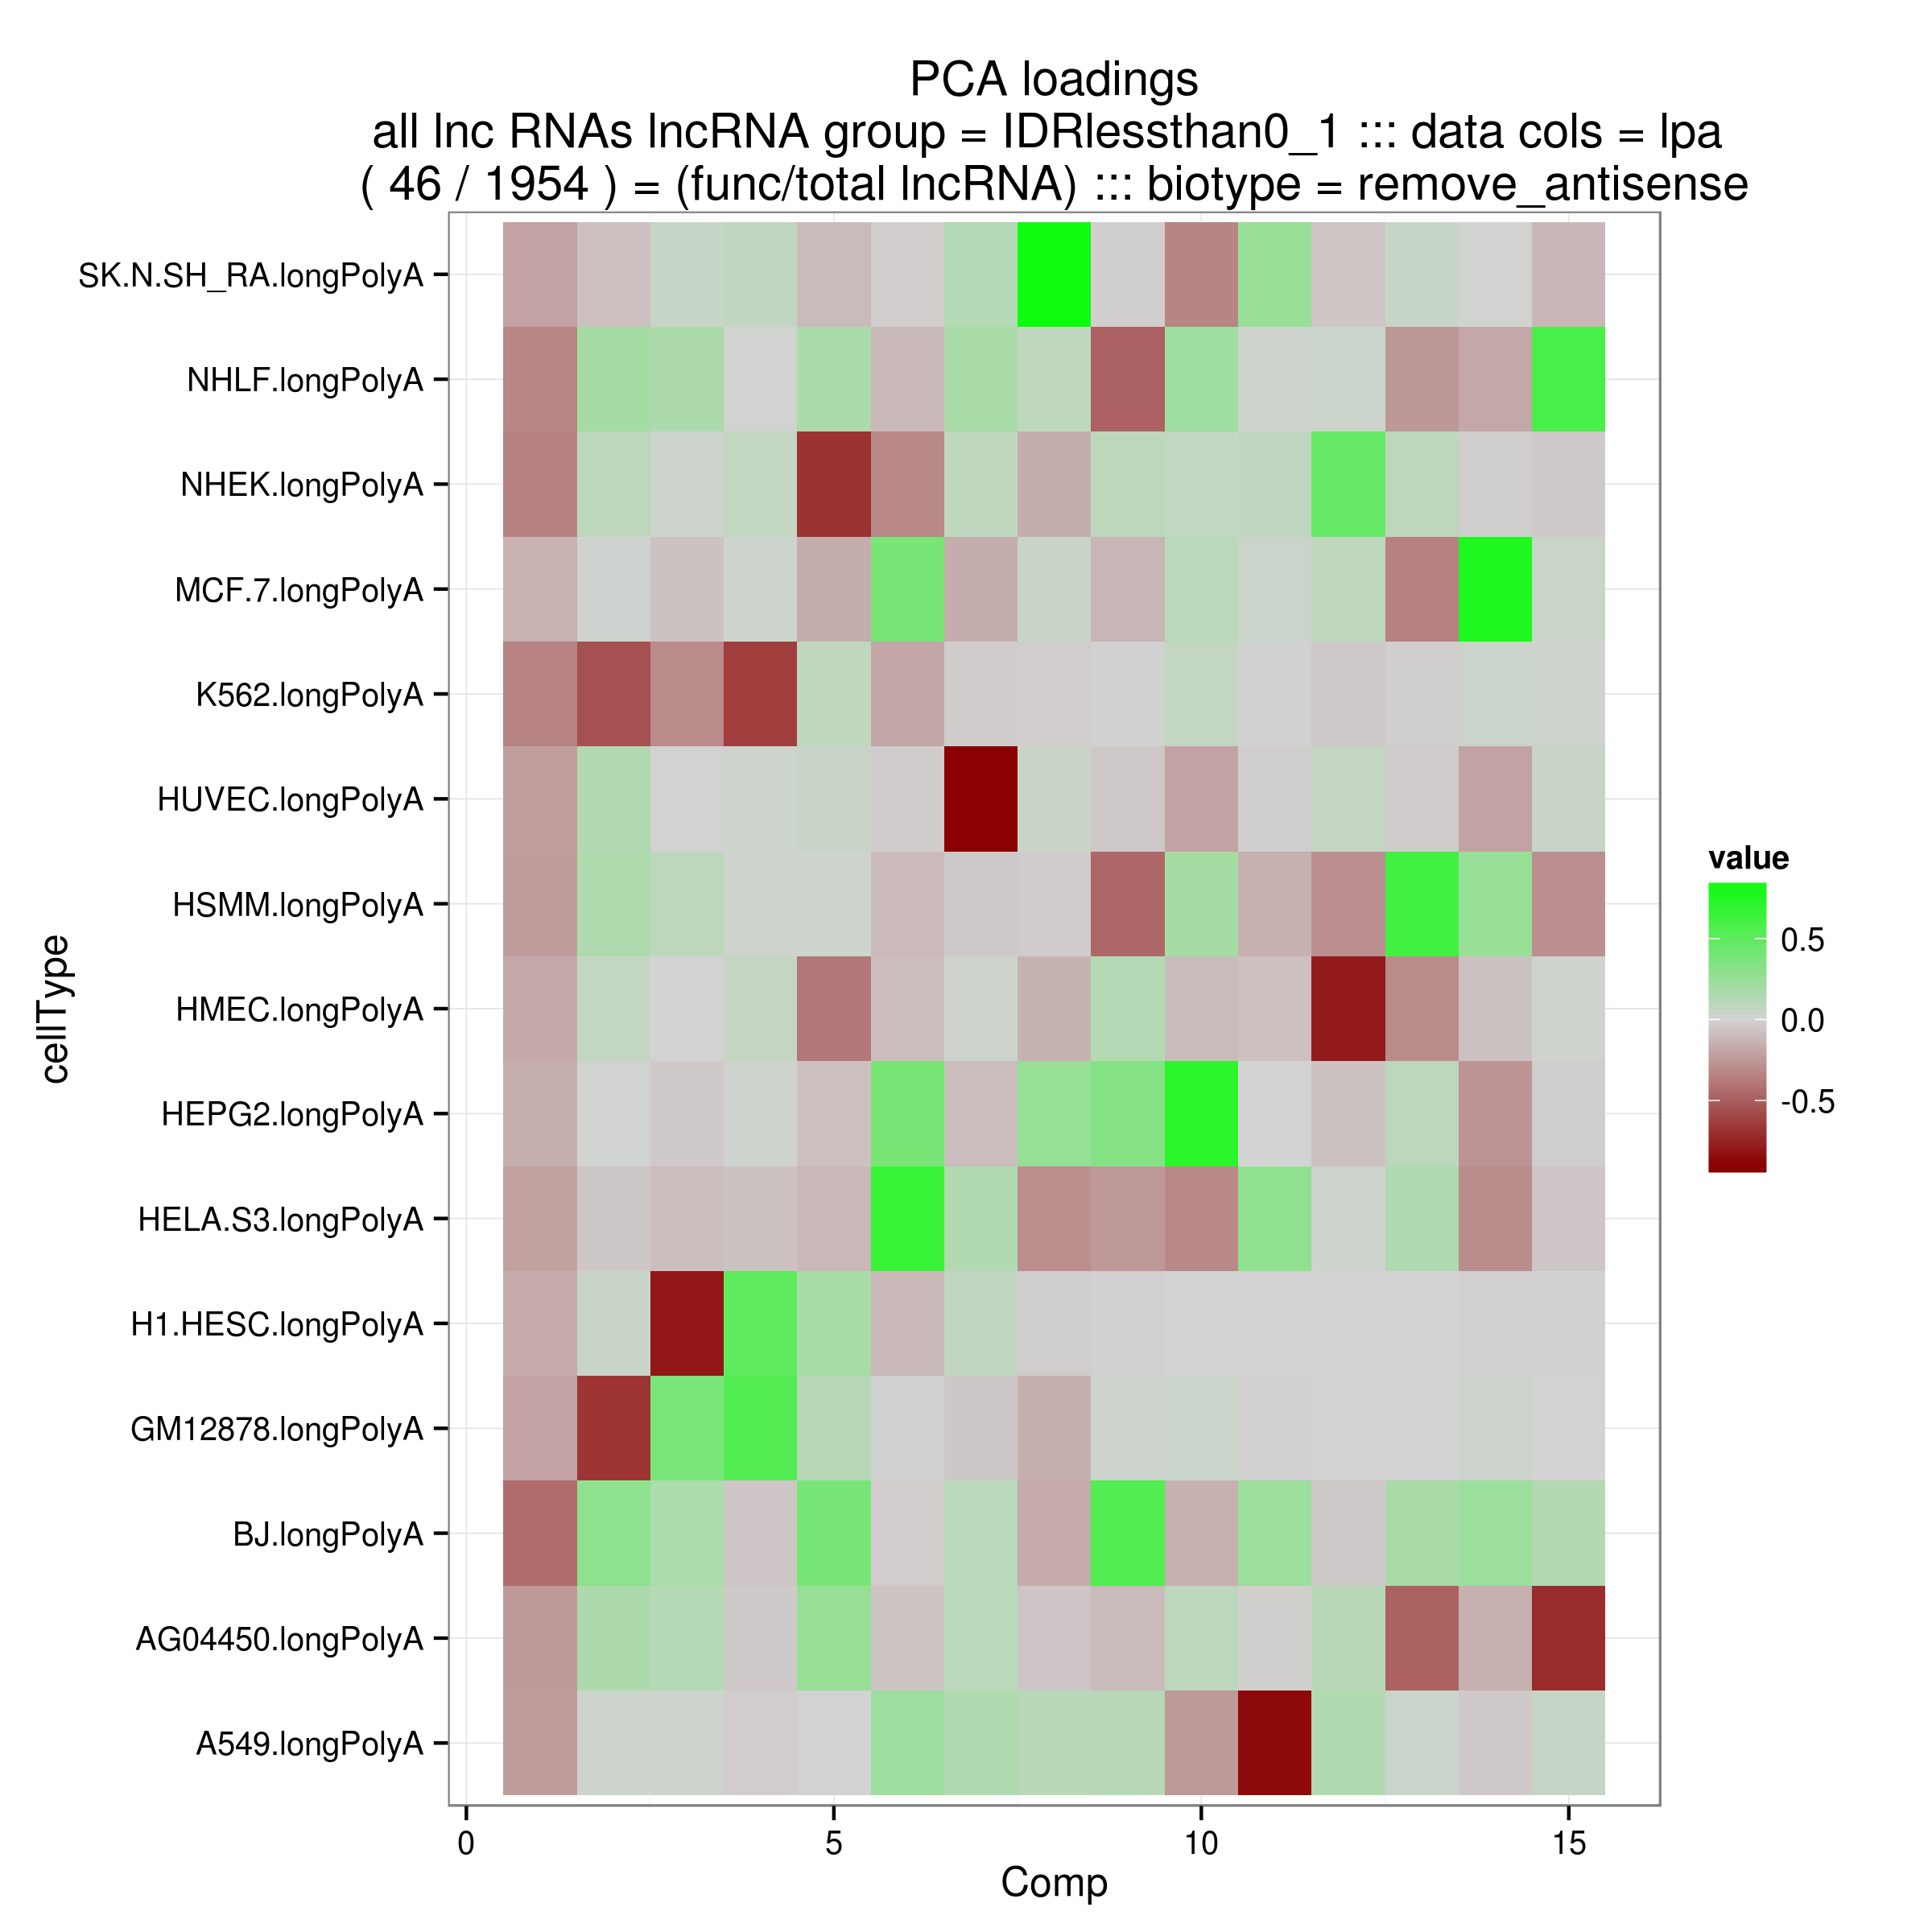 PCA loadings
all lnc RNAs lncRNA group = IDRlessthan0_1 ::: data cols = lpa
( 46 / 1954 ) = (func/total lncRNA) ::: biotype = remove_antisense
SK.N.SH_RA.longPolyA
NHLF.longPolyA
NHEK.longPolyA
MCF.7.longPolyA
K562.longPolyA
HUVEC.longPolyA
HSMM.longPolyA
HMEC.longPolyA
HEPG2.longPolyA
HELA.S3.longPolyA
H1.HESC.longPolyA
GM12878.longPolyA
BJ.longPolyA
AG04450.longPolyA
A549.longPolyA
cellType
0
5
10
15
Comp
value
0.5
0.0
-0.5